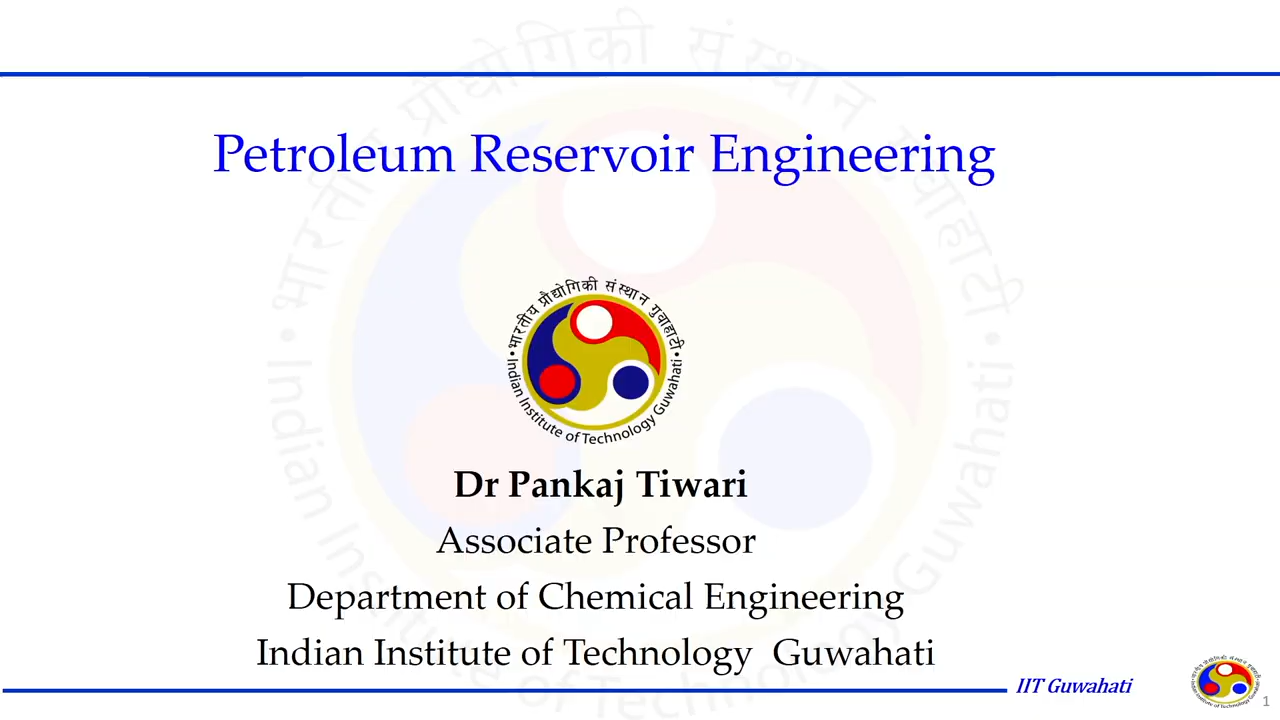 Petroleum Reservoir Engineering
भारतीय प्रौद्योगिकी संस्थान गुवाहाटी
Indian Institute of Technology Guwahati
Dr Pankaj Tiwari
Associate Professor
Department of Chemical Engineering
Indian Institute of Technology Guwahati
IIT Guwahati
1